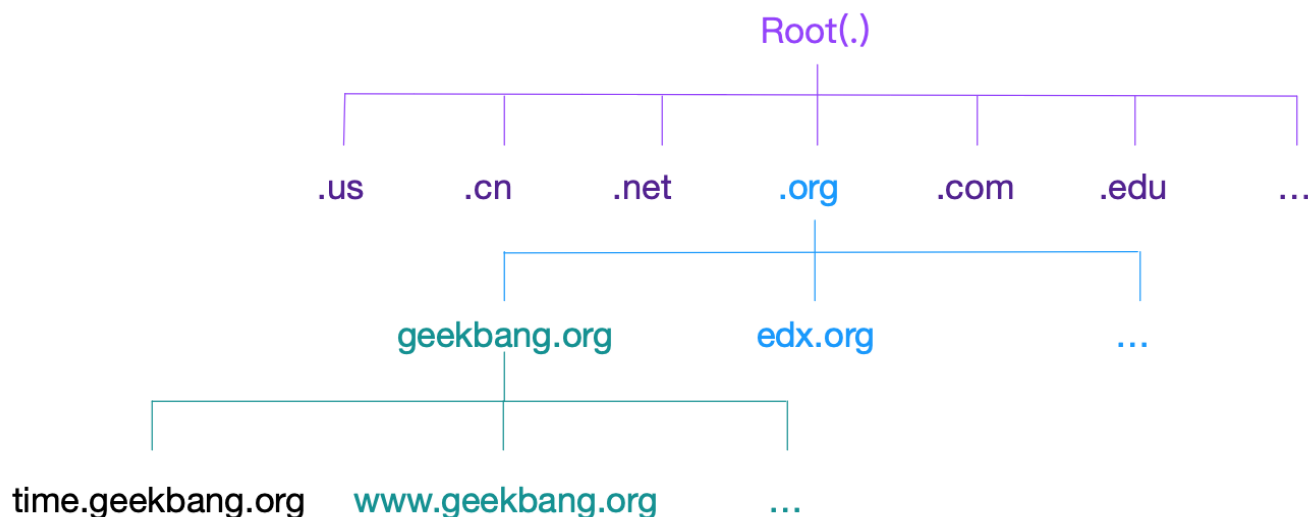 Root(.)
.us .cn .net .org .com .edu ...
geekbang.org edx.org ...
time.geekbang.org www.geekbang.org ...